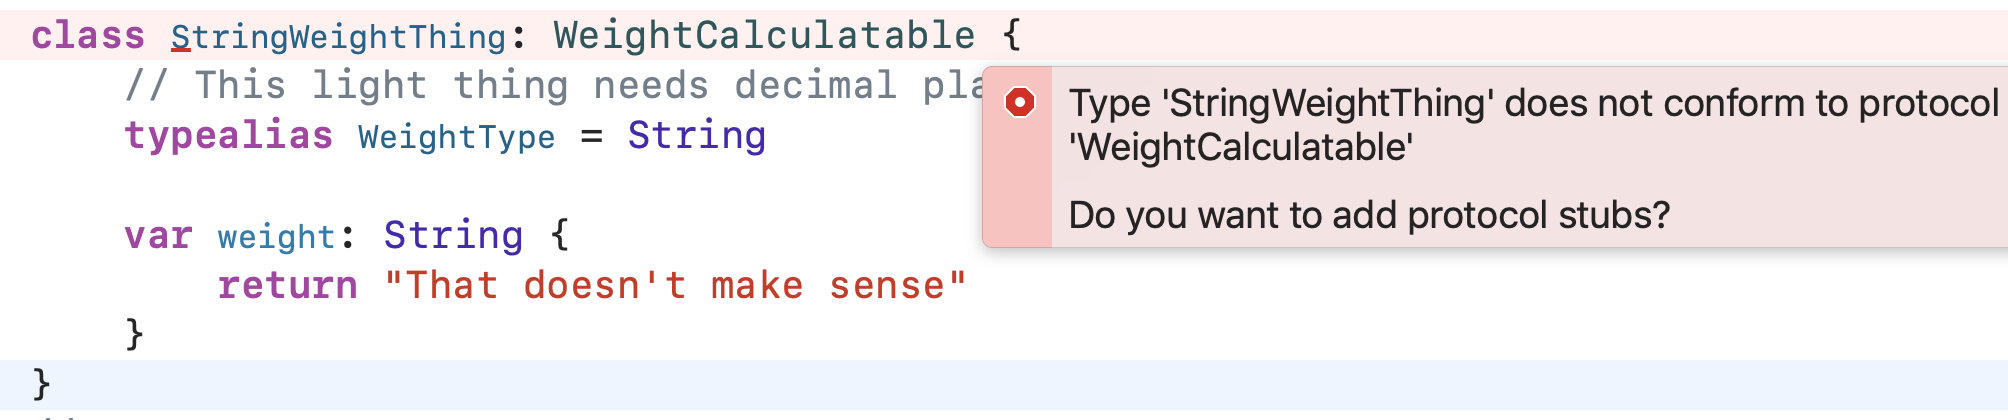 class StringWeightThing: WeightCalculatable {
// This light thing needs decimal
typealias WeightType = String
var weight: String {
return "That doesn't make sense"
}
}
Type 'StringWeightThing' does not conform to protocol
'WeightCalculatable'
Do you want to add protocol stubs?